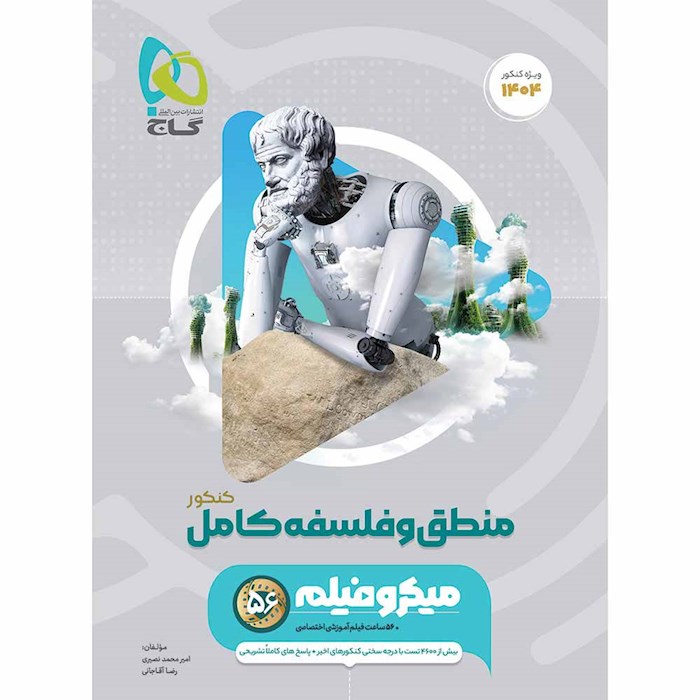 ویژه کنکور
۱۴۰۴
انتشارات بین‌المللی
گاج
کنکور
منطق و فلسفه کامل
میکرو فیلم
۵۶
+ ۵۶ ساعت فیلم آموزشی اختصاصی
بیش از ۴۶۰۰ تست با درجه سختی کنکورهای اخیر + پاسخ های کاملاً تشریحی
مؤلفان:
امیر محمد نصیری
رضا آقاجانی